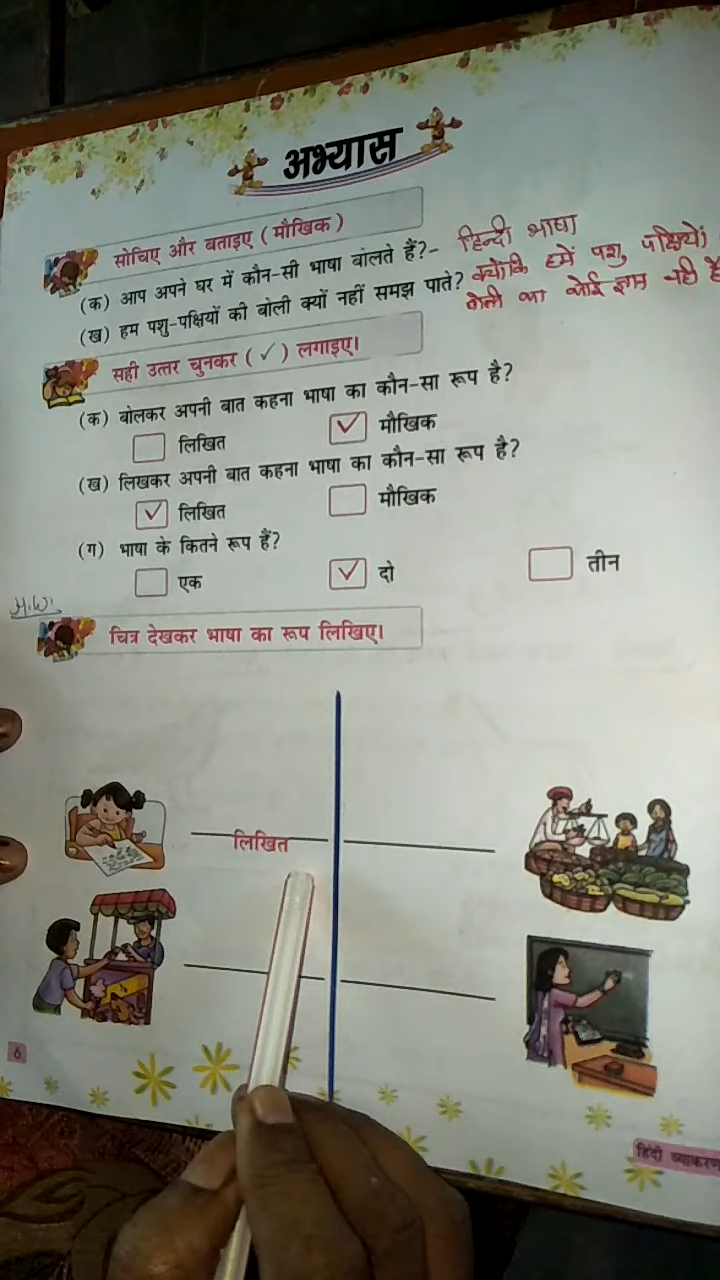 अभ्यास
सोचिए और बताइए ( मौखिक )
(क) आप अपने घर में कौन-सी भाषा बोलते हैं?- हिन्दी भाषा
(ख) हम पशु-पक्षियों की बोली क्यों नहीं समझ पाते? क्योंकि हमें पशु पक्षियों
बोली का कोई ज्ञान नही है
सही उत्तर चुनकर ( ✓ ) लगाइए।
(क) बोलकर अपनी बात कहना भाषा का कौन-सा रूप है?
लिखित ✓ मौखिक
(ख) लिखकर अपनी बात कहना भाषा का कौन-सा रूप है?
✓ लिखित मौखिक
(ग) भाषा के कितने रूप हैं?
एक ✓ दो तीन
H.W.
चित्र देखकर भाषा का रूप लिखिए।
लिखित
6
हिंदी व्याकरण